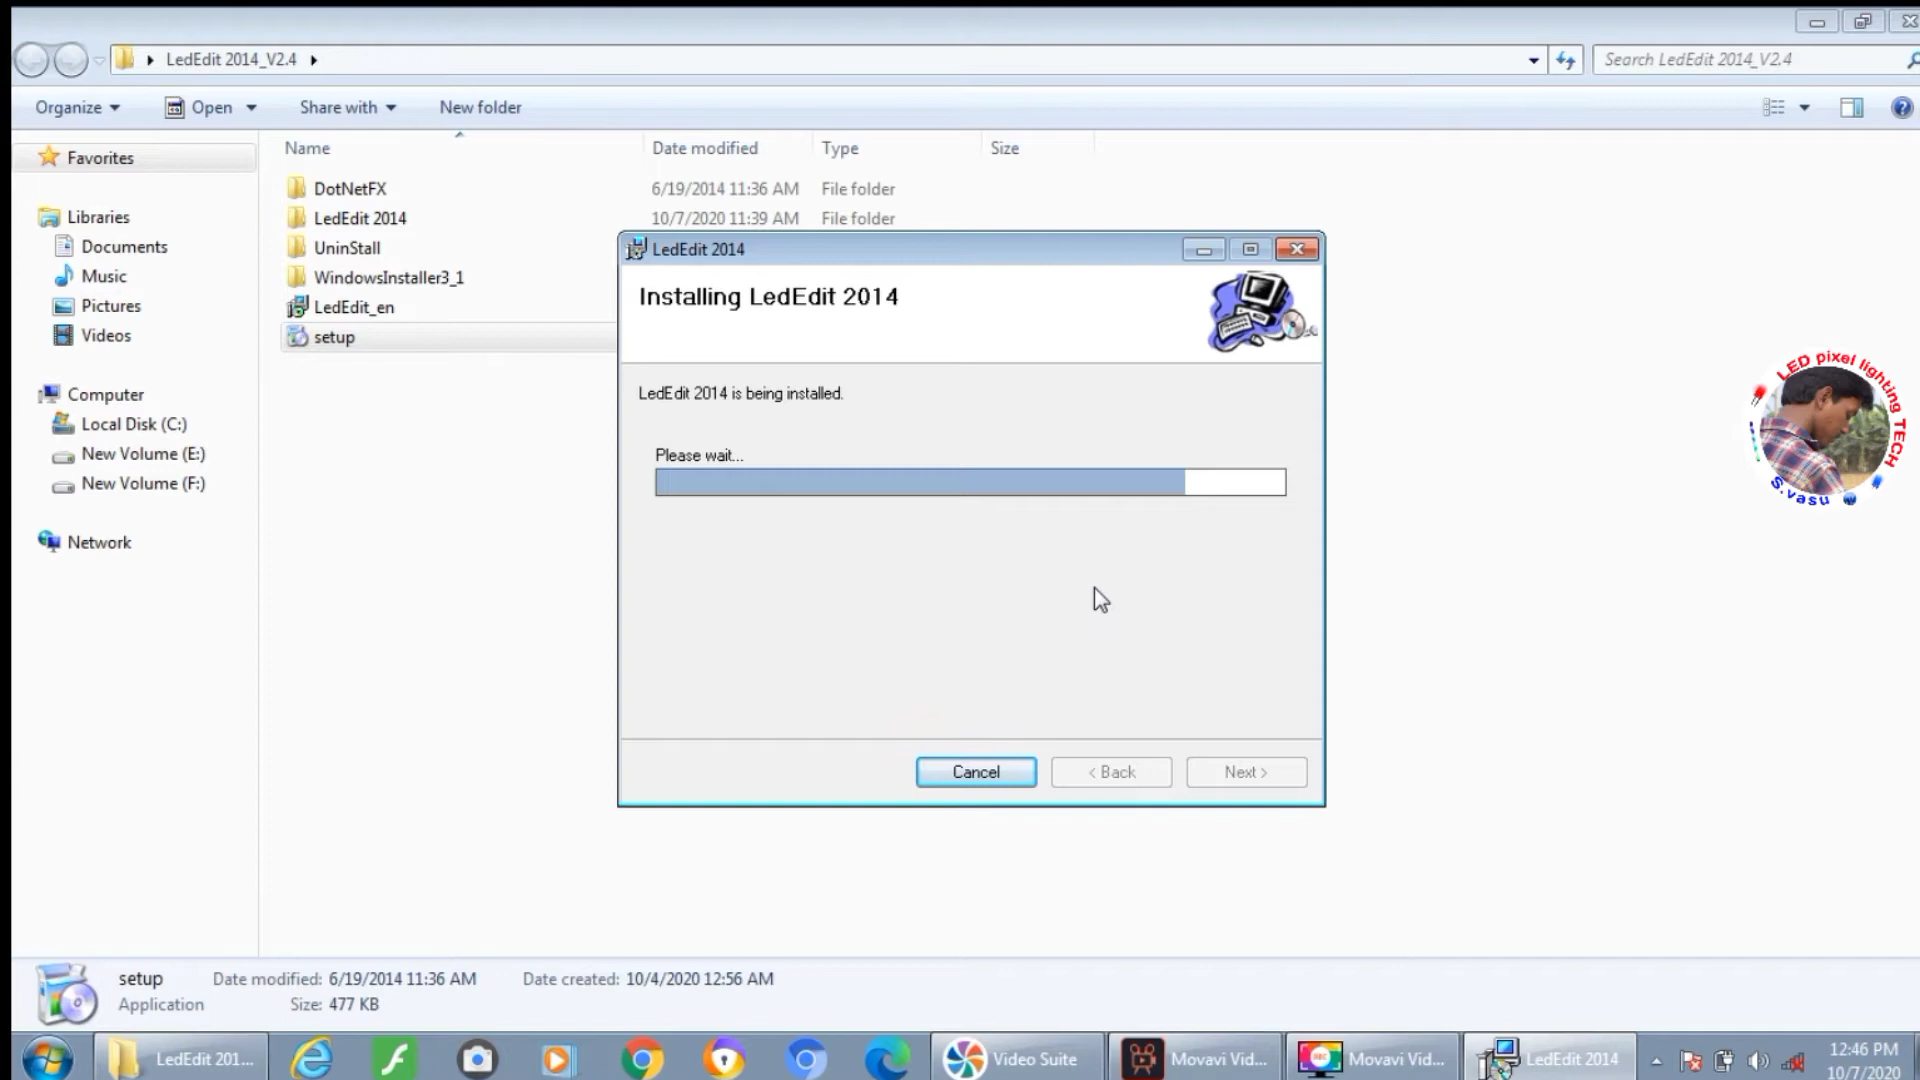 LedEdit 2014_V2.4
Search LedEdit 2014_V2.4
Organize Open Share with New folder
Name Date modified Type Size
Favorites
DotNetFX 6/19/2014 11:36 AM File folder
LedEdit 2014 10/7/2020 11:39 AM File folder
UninStall
WindowsInstaller3_1
LedEdit_en
setup
Libraries
Documents
Music
Pictures
Videos
Computer
Local Disk (C:)
New Volume (E:)
New Volume (F:)
Network
LedEdit 2014
Installing LedEdit 2014
LedEdit 2014 is being installed.
Please wait...
Cancel < Back Next >
LED pixel lighting TECH
S.vasu
setup Date modified: 6/19/2014 11:36 AM Date created: 10/4/2020 12:56 AM
Application Size: 477 KB
LedEdit 201... Video Suite Movavi Vid... Movavi Vid... LedEdit 2014
12:46 PM
10/7/2020